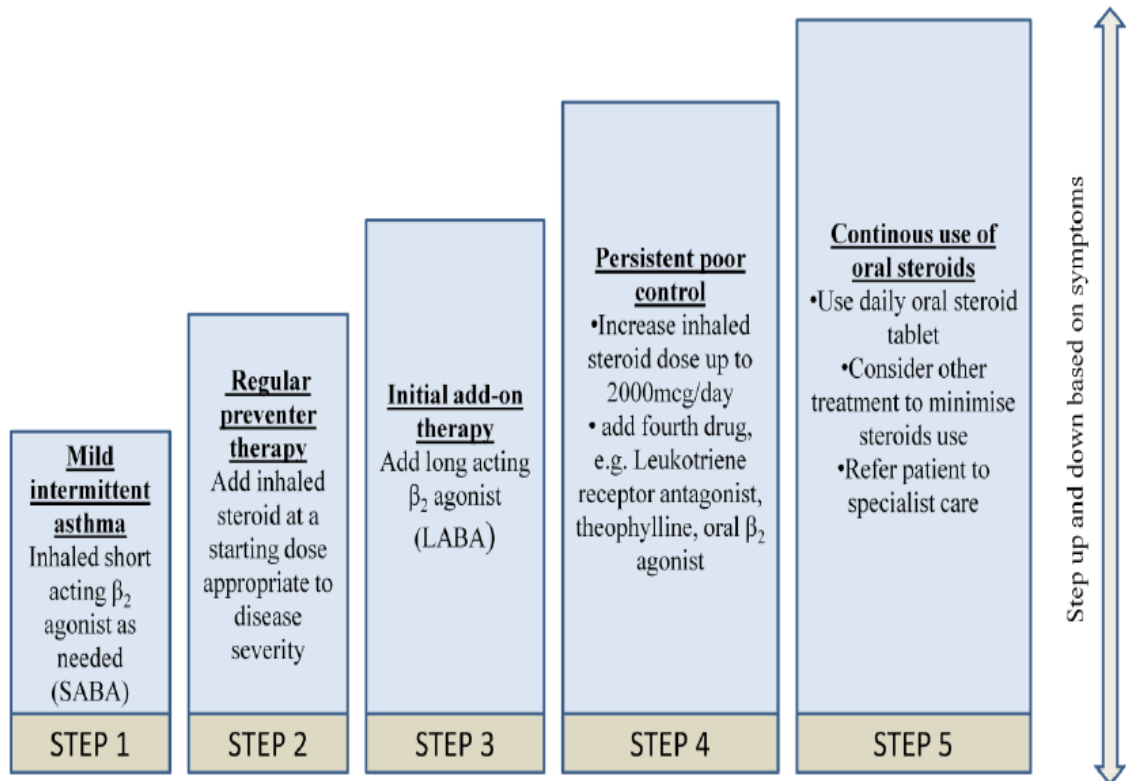 Mild
intermittent
asthma
Inhaled short
acting β₂
agonist as
needed
(SABA)
STEP 1
Regular
preventer
therapy
Add inhaled
steroid at a
starting dose
appropriate to
disease
severity
STEP 2
Initial add-on
therapy
Add long acting
β₂ agonist
(LABA)
STEP 3
Persistent poor
control
•Increase inhaled
steroid dose up to
2000mcg/day
• add fourth drug,
e.g. Leukotriene
receptor antagonist,
theophylline, oral β₂
agonist
STEP 4
Continous use of
oral steroids
•Use daily oral steroid
tablet
•Consider other
treatment to minimise
steroids use
•Refer patient to
specialist care
STEP 5
Step up and down based on symptoms